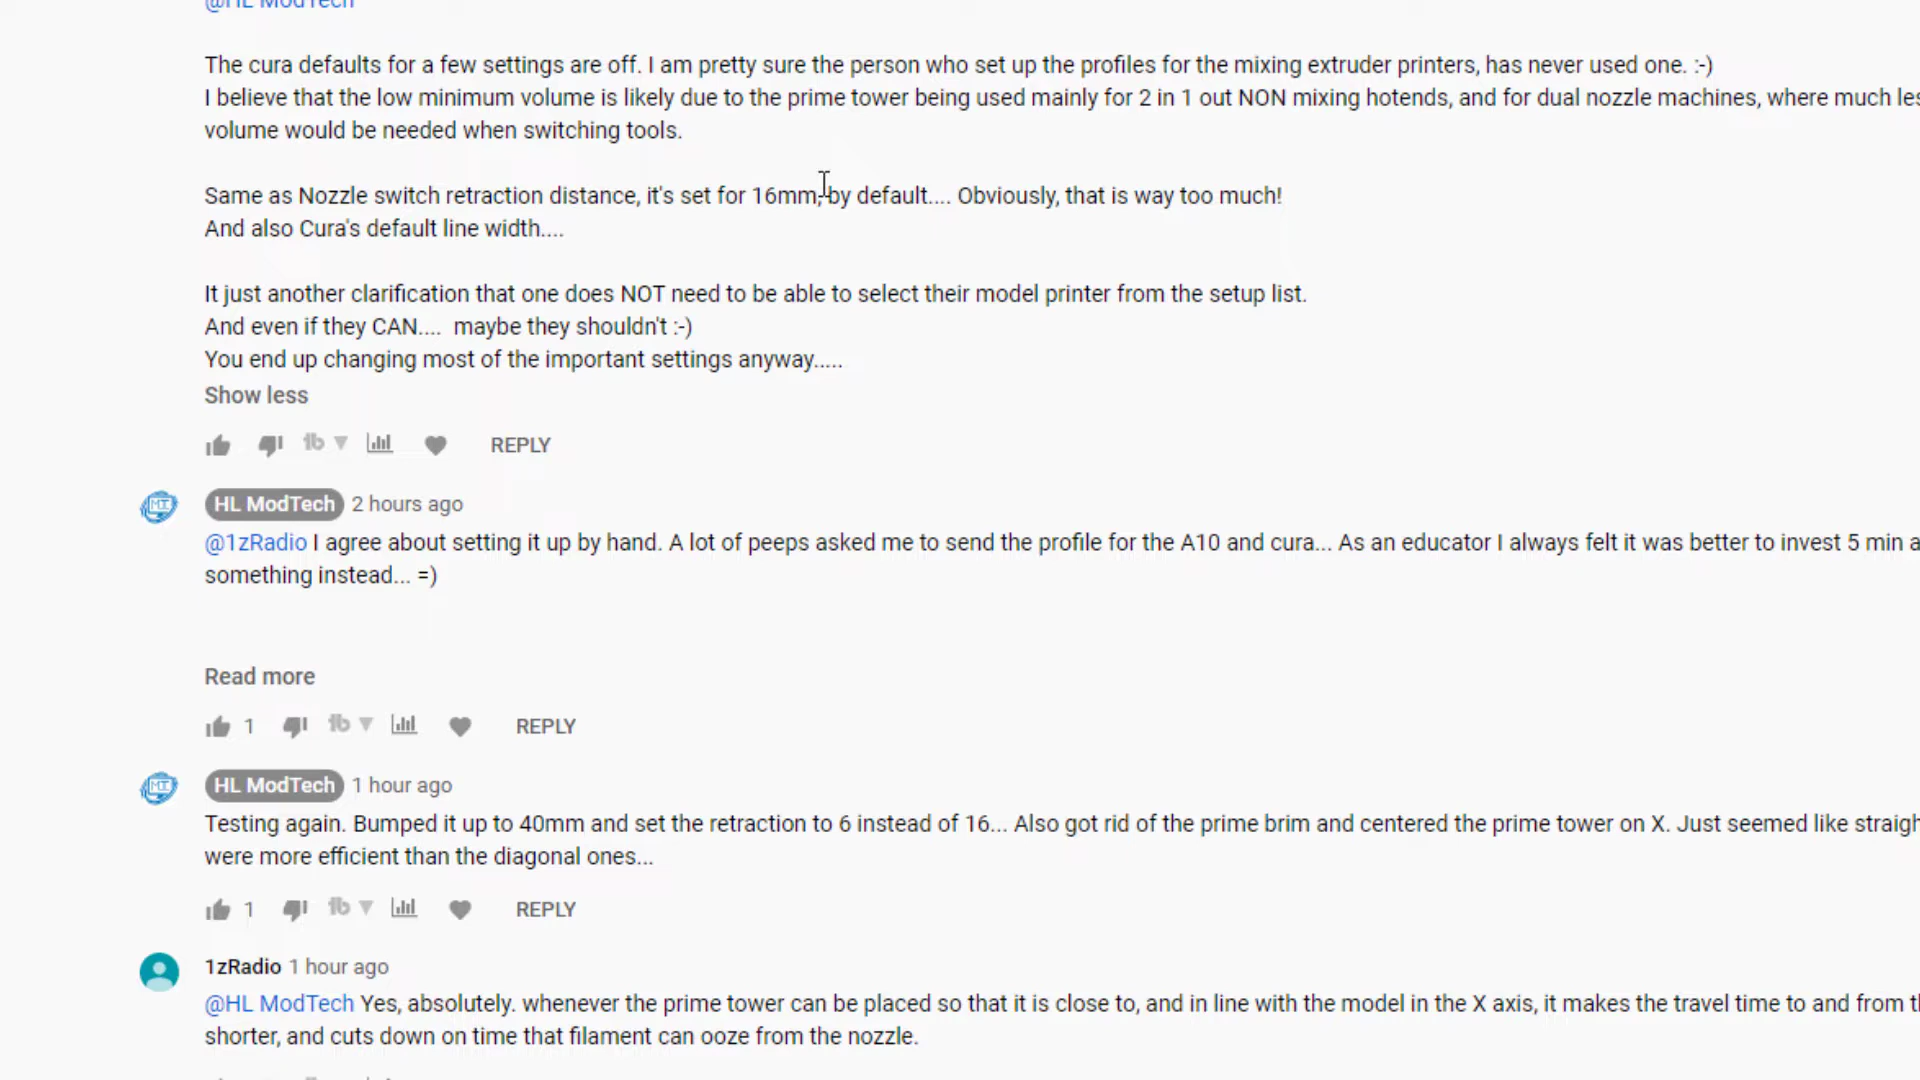 @HL ModTech
The cura defaults for a few settings are off. I am pretty sure the person who set up the profiles for the mixing extruder printers, has never used one. :-)
I believe that the low minimum volume is likely due to the prime tower being used mainly for 2 in 1 out NON mixing hotends, and for dual nozzle machines, where much
volume would be needed when switching tools.
Same as Nozzle switch retraction distance, it's set for 16mm, by default.... Obviously, that is way too much!
And also Cura's default line width....
It just another clarification that one does NOT need to be able to select their model printer from the setup list.
And even if they CAN.... maybe they shouldn't :-)
You end up changing most of the important settings anyway.....
Show less
REPLY
HL ModTech 2 hours ago
@1zRadio I agree about setting it up by hand. A lot of peeps asked me to send the profile for the A10 and cura... As an educator I always felt it was better to invest 5 min
something instead... =)
Read more
1 REPLY
HL ModTech 1 hour ago
Testing again. Bumped it up to 40mm and set the retraction to 6 instead of 16... Also got rid of the prime brim and centered the prime tower on X. Just seemed like
were more efficient than the diagonal ones...
1 REPLY
1zRadio 1 hour ago
@HL ModTech Yes, absolutely. whenever the prime tower can be placed so that it is close to, and in line with the model in the X axis, it makes the travel time to and from
shorter, and cuts down on time that filament can ooze from the nozzle.